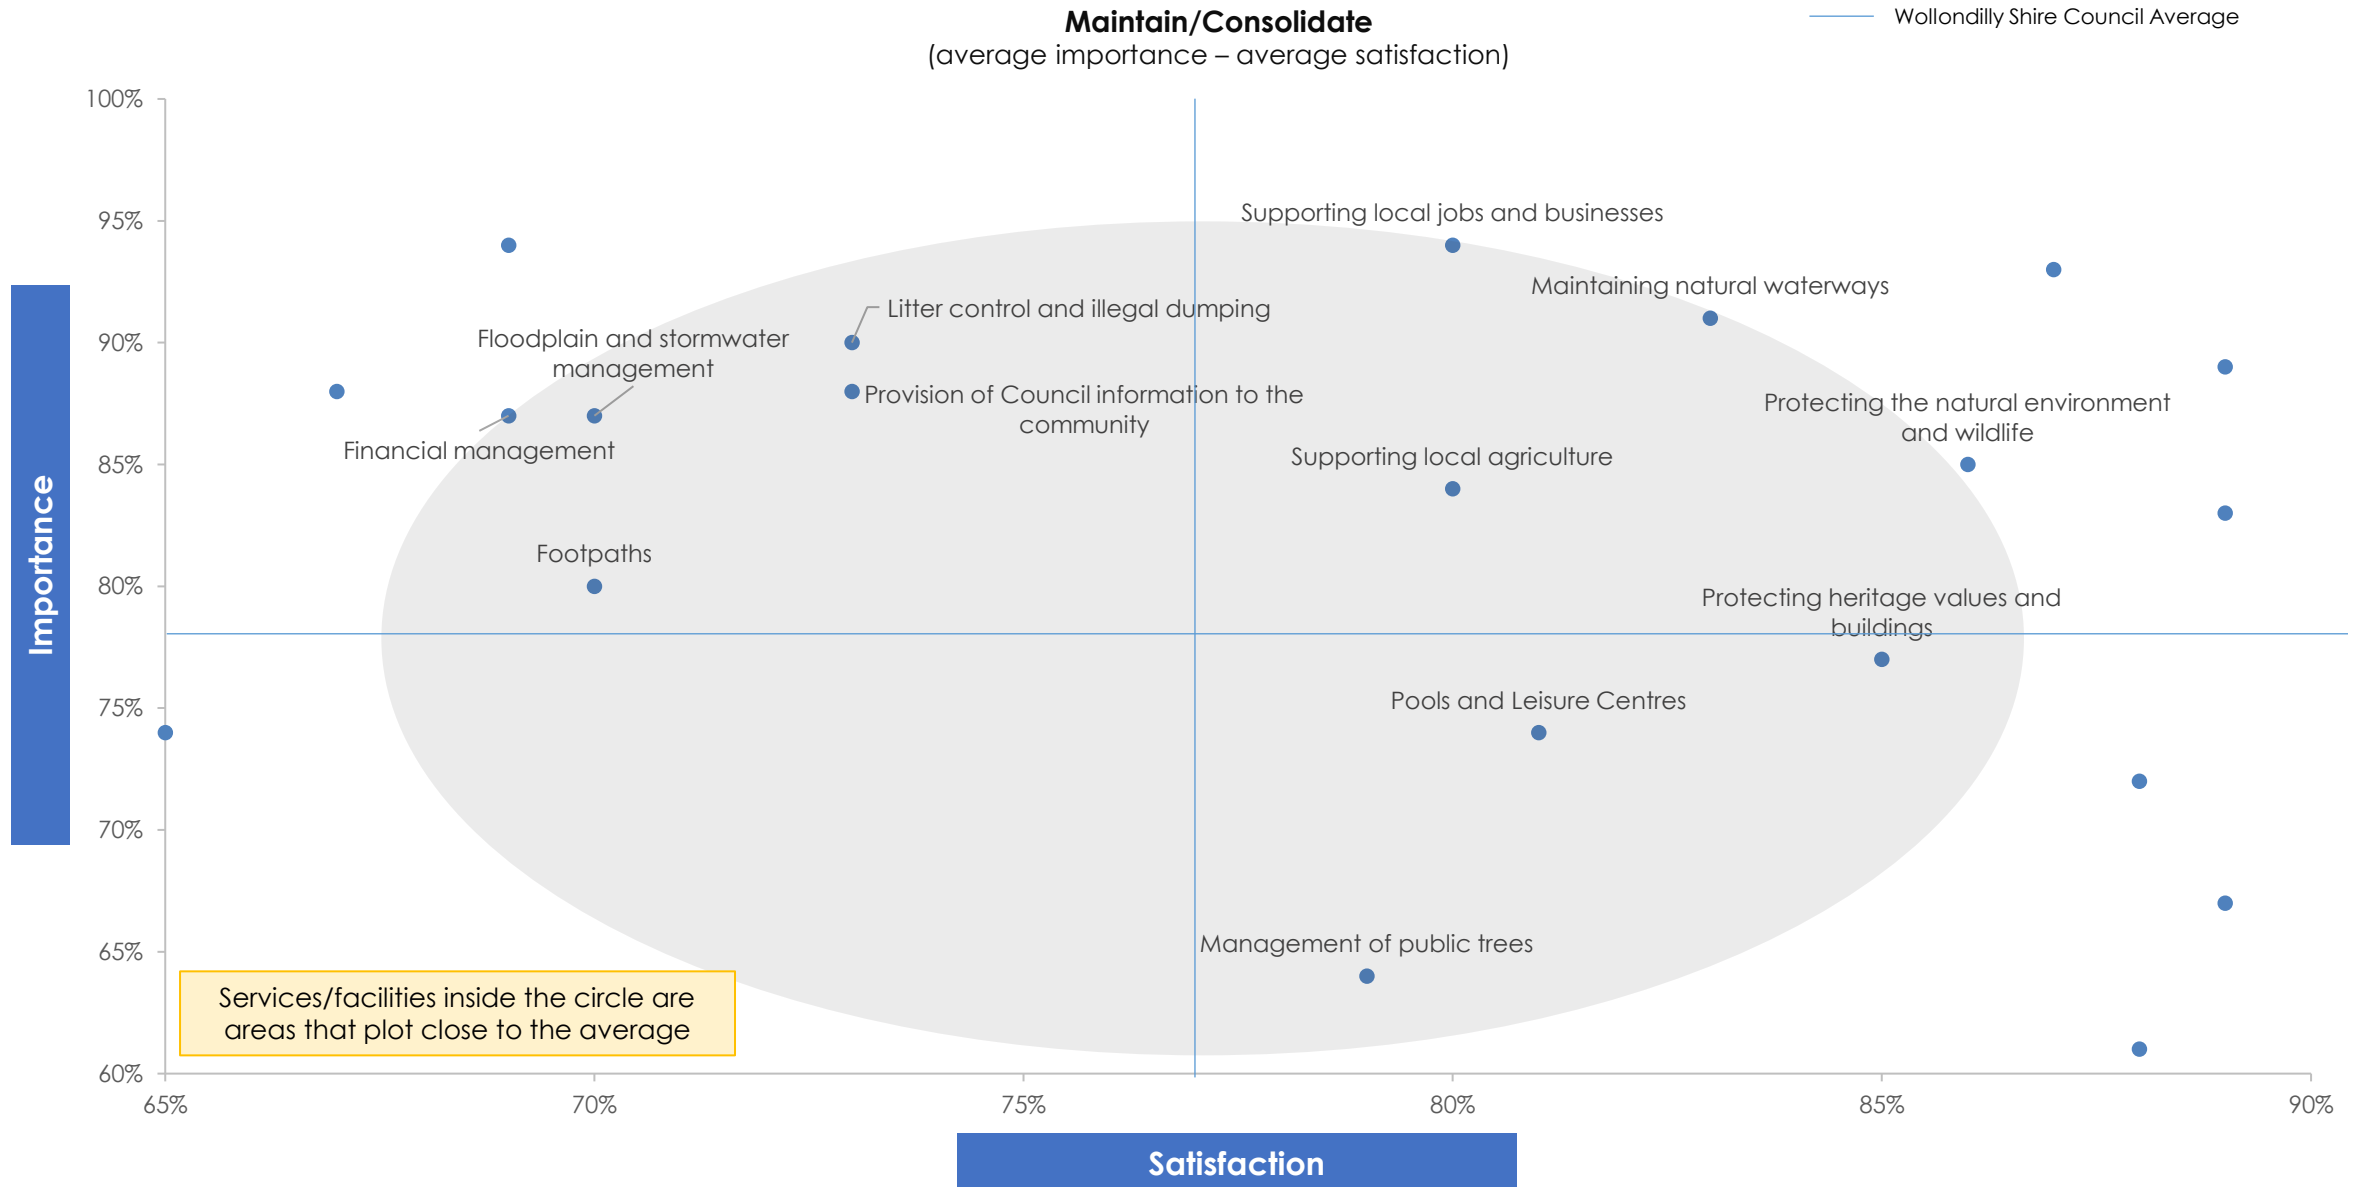 Maintain/Consolidate
(average importance – average satisfaction)
Wollondilly Shire Council Average
100%
95%
90%
85%
80%
75%
70%
65%
60%
Importance
Supporting local jobs and businesses
Maintaining natural waterways
Litter control and illegal dumping
Floodplain and stormwater
management
Provision of Council information to the
community
Protecting the natural environment
and wildlife
Financial management
Supporting local agriculture
Footpaths
Protecting heritage values and
buildings
Pools and Leisure Centres
Management of public trees
Services/facilities inside the circle are
areas that plot close to the average
65%
70%
75%
80%
85%
90%
Satisfaction